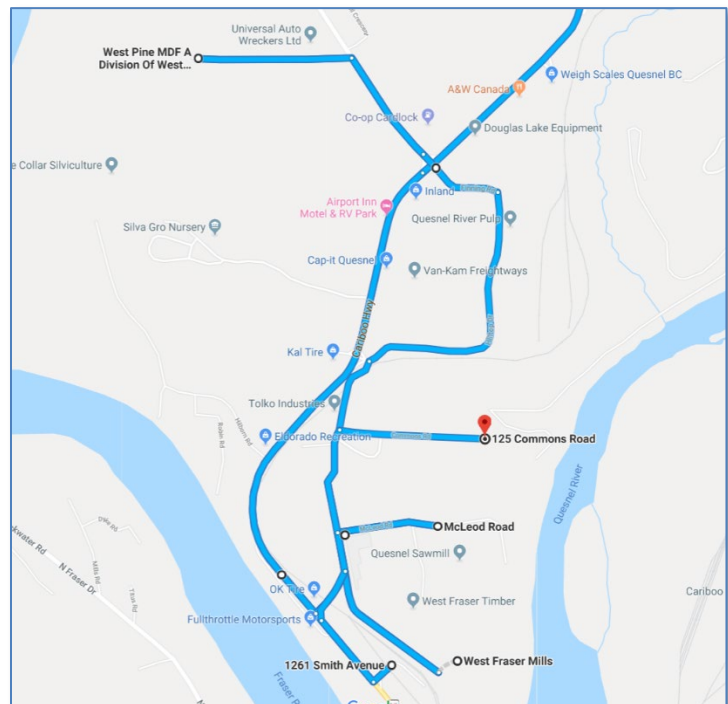 Universal Auto
Wreckers Ltd
West Pine MDF A
Division Of West...
Weigh Scales Quesnel BC
A&W Canada
Co-op Cardlock
Douglas Lake Equipment
e Collar Silviculture
Inland
Airport Inn
Motel & RV Park
Quesnel River Pulp
Silva Gro Nursery
Cap-it Quesnel
Van-Kam Freightways
Cariboo Hwy
Kal Tire
Tolko Industries
Eldorado Recreation
125 Commons Road
Quesnel River
McLeod Road
Quesnel Sawmill
N Fraser Dr
OK Tire
West Fraser Timber
Cariboo
Fullthrottle Motorsports
1261 Smith Avenue
West Fraser Mills